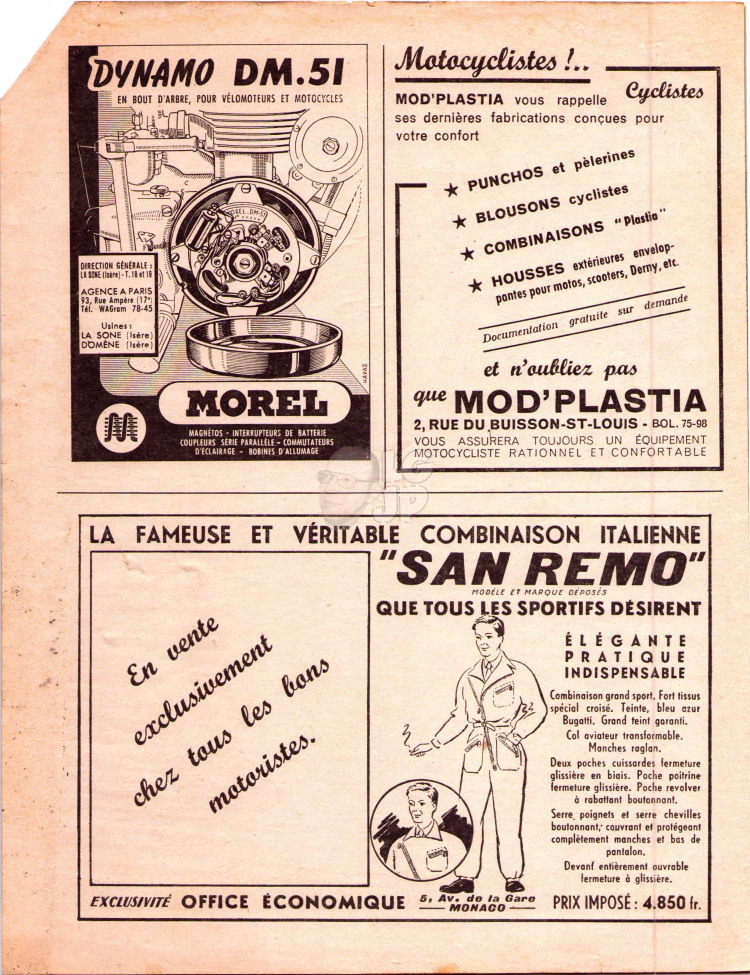 DYNAMO DM.51
EN BOUT D'ARBRE, POUR VÉLOMOTEURS ET MOTOCYCLES
MOREL-DM-51
DIRECTION GÉNÉRALE :
LA SONE (Isère) - T. 18 et 19
AGENCE A PARIS
93, Rue Ampère (17e)
Tél. WAGram 78-45
Usines :
LA SONE (Isère)
DOMÈNE (Isère)
HAVAS
MOREL
MAGNÉTOS - INTERRUPTEURS DE BATTERIE
COUPLEURS SÉRIE PARALLÈLE - COMMUTATEURS
D'ÉCLAIRAGE - BOBINES D'ALLUMAGE
Motocyclistes !..
Cyclistes
MOD'PLASTIA vous rappelle
ses dernières fabrications conçues pour
votre confort
★ PUNCHOS et pèlerines
★ BLOUSONS cyclistes
★ COMBINAISONS "Plastia"
★ HOUSSES extérieures envelop-
pantes pour motos, scooters, Derny, etc.
Documentation gratuite sur demande
et n'oubliez pas
que MOD'PLASTIA
2, RUE DU BUISSON-ST-LOUIS - BOL. 75-98
VOUS ASSURERA TOUJOURS UN ÉQUIPEMENT
MOTOCYCLISTE RATIONNEL ET CONFORTABLE
LGJP
LA FAMEUSE ET VÉRITABLE COMBINAISON ITALIENNE
"SAN REMO"
MODÈLE ET MARQUE DÉPOSÉS
QUE TOUS LES SPORTIFS DÉSIRENT
En vente
exclusivement
chez tous les bons
motoristes.
ÉLÉGANTE
PRATIQUE
INDISPENSABLE
Combinaison grand sport. Fort tissus
spécial croisé. Teinte, bleu azur
Bugatti. Grand teint garanti.
Col aviateur transformable.
Manches raglan.
Deux poches cuissardes fermeture
glissière en biais. Poche poitrine
fermeture glissière. Poche revolver
à rabattant boutonnant.
Serre poignets et serre chevilles
boutonnant, couvrant et protégeant
complètement manches et bas de
pantalon.
Devant entièrement ouvrable
fermeture à glissière.
EXCLUSIVITÉ OFFICE ÉCONOMIQUE 5, Av. de la Gare
MONACO
PRIX IMPOSÉ : 4.850 fr.